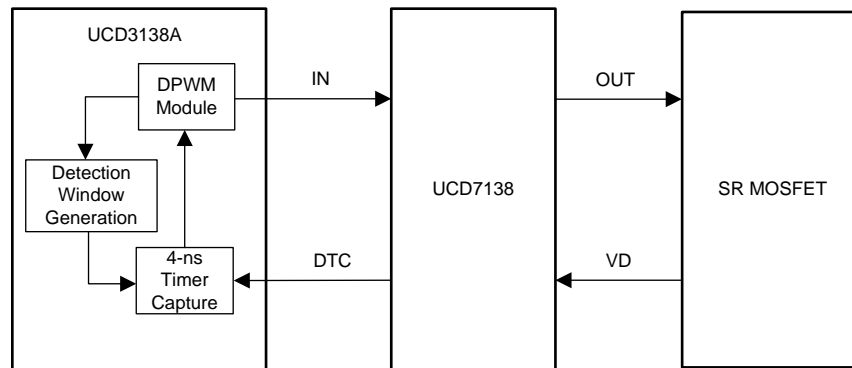 UCD3138A
DPWM
Module
IN
OUT
Detection
Window
Generation
UCD7138
SR MOSFET
4-ns
Timer
Capture
DTC
VD